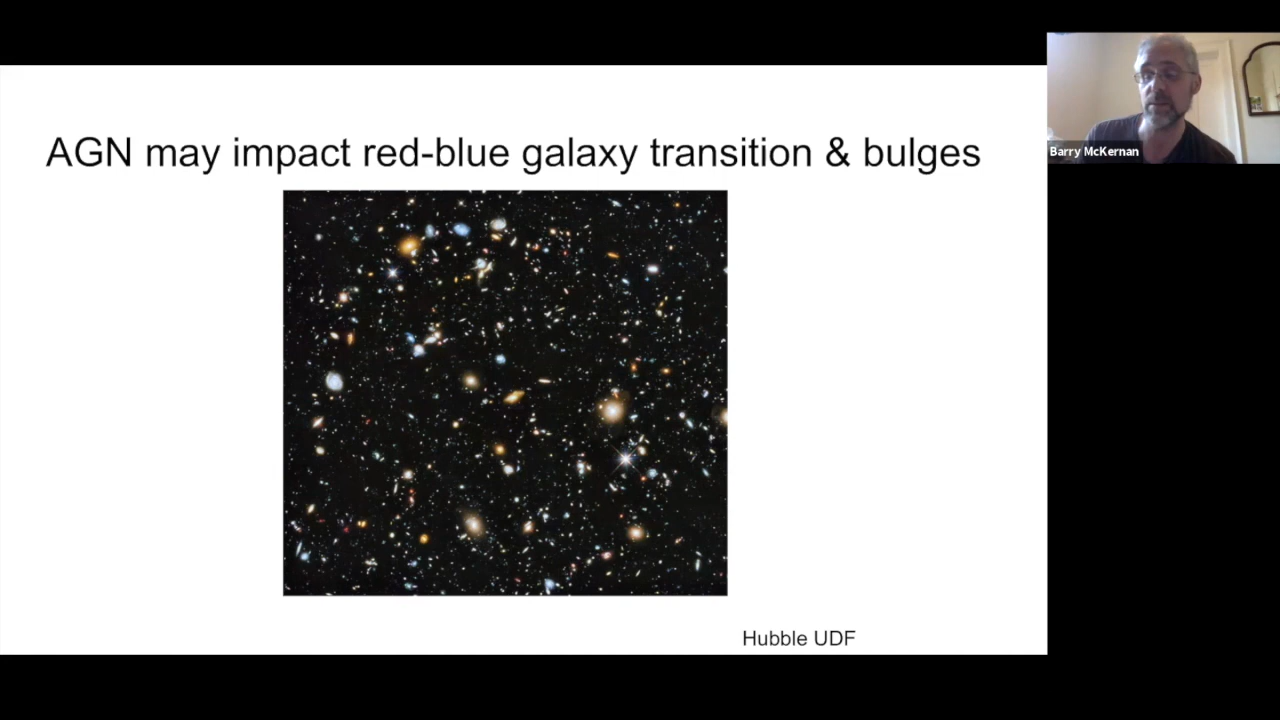 AGN may impact red-blue galaxy transition & bulges
Barry McKernan
Hubble UDF